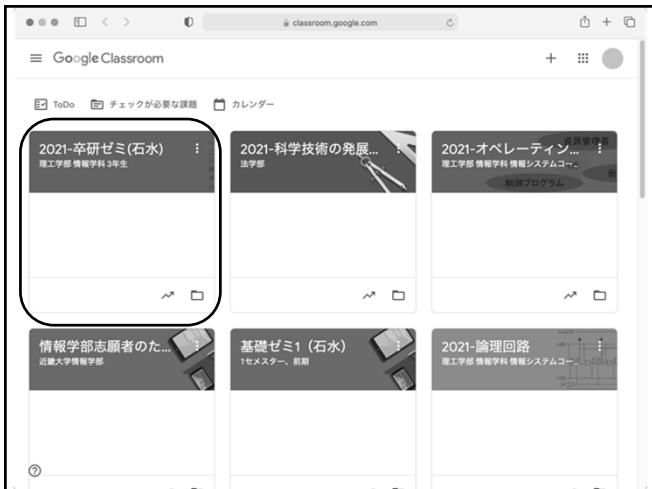 classroom.google.com
Google Classroom
ToDo チェックが必要な課題 カレンダー
2021-卒研ゼミ(石水)
理工学部 情報学科 3年生
2021-科学技術の発展...
法学部
2021-オペレーティン...
理工学部 情報学科 情報システムコー...
資源管理者
制御プログラム
仮
情報学部志願者のた...
近畿大学情報学部
基礎ゼミ1（石水）
1セメスター、前期
2021-論理回路
理工学部 情報学科 情報システムコー...